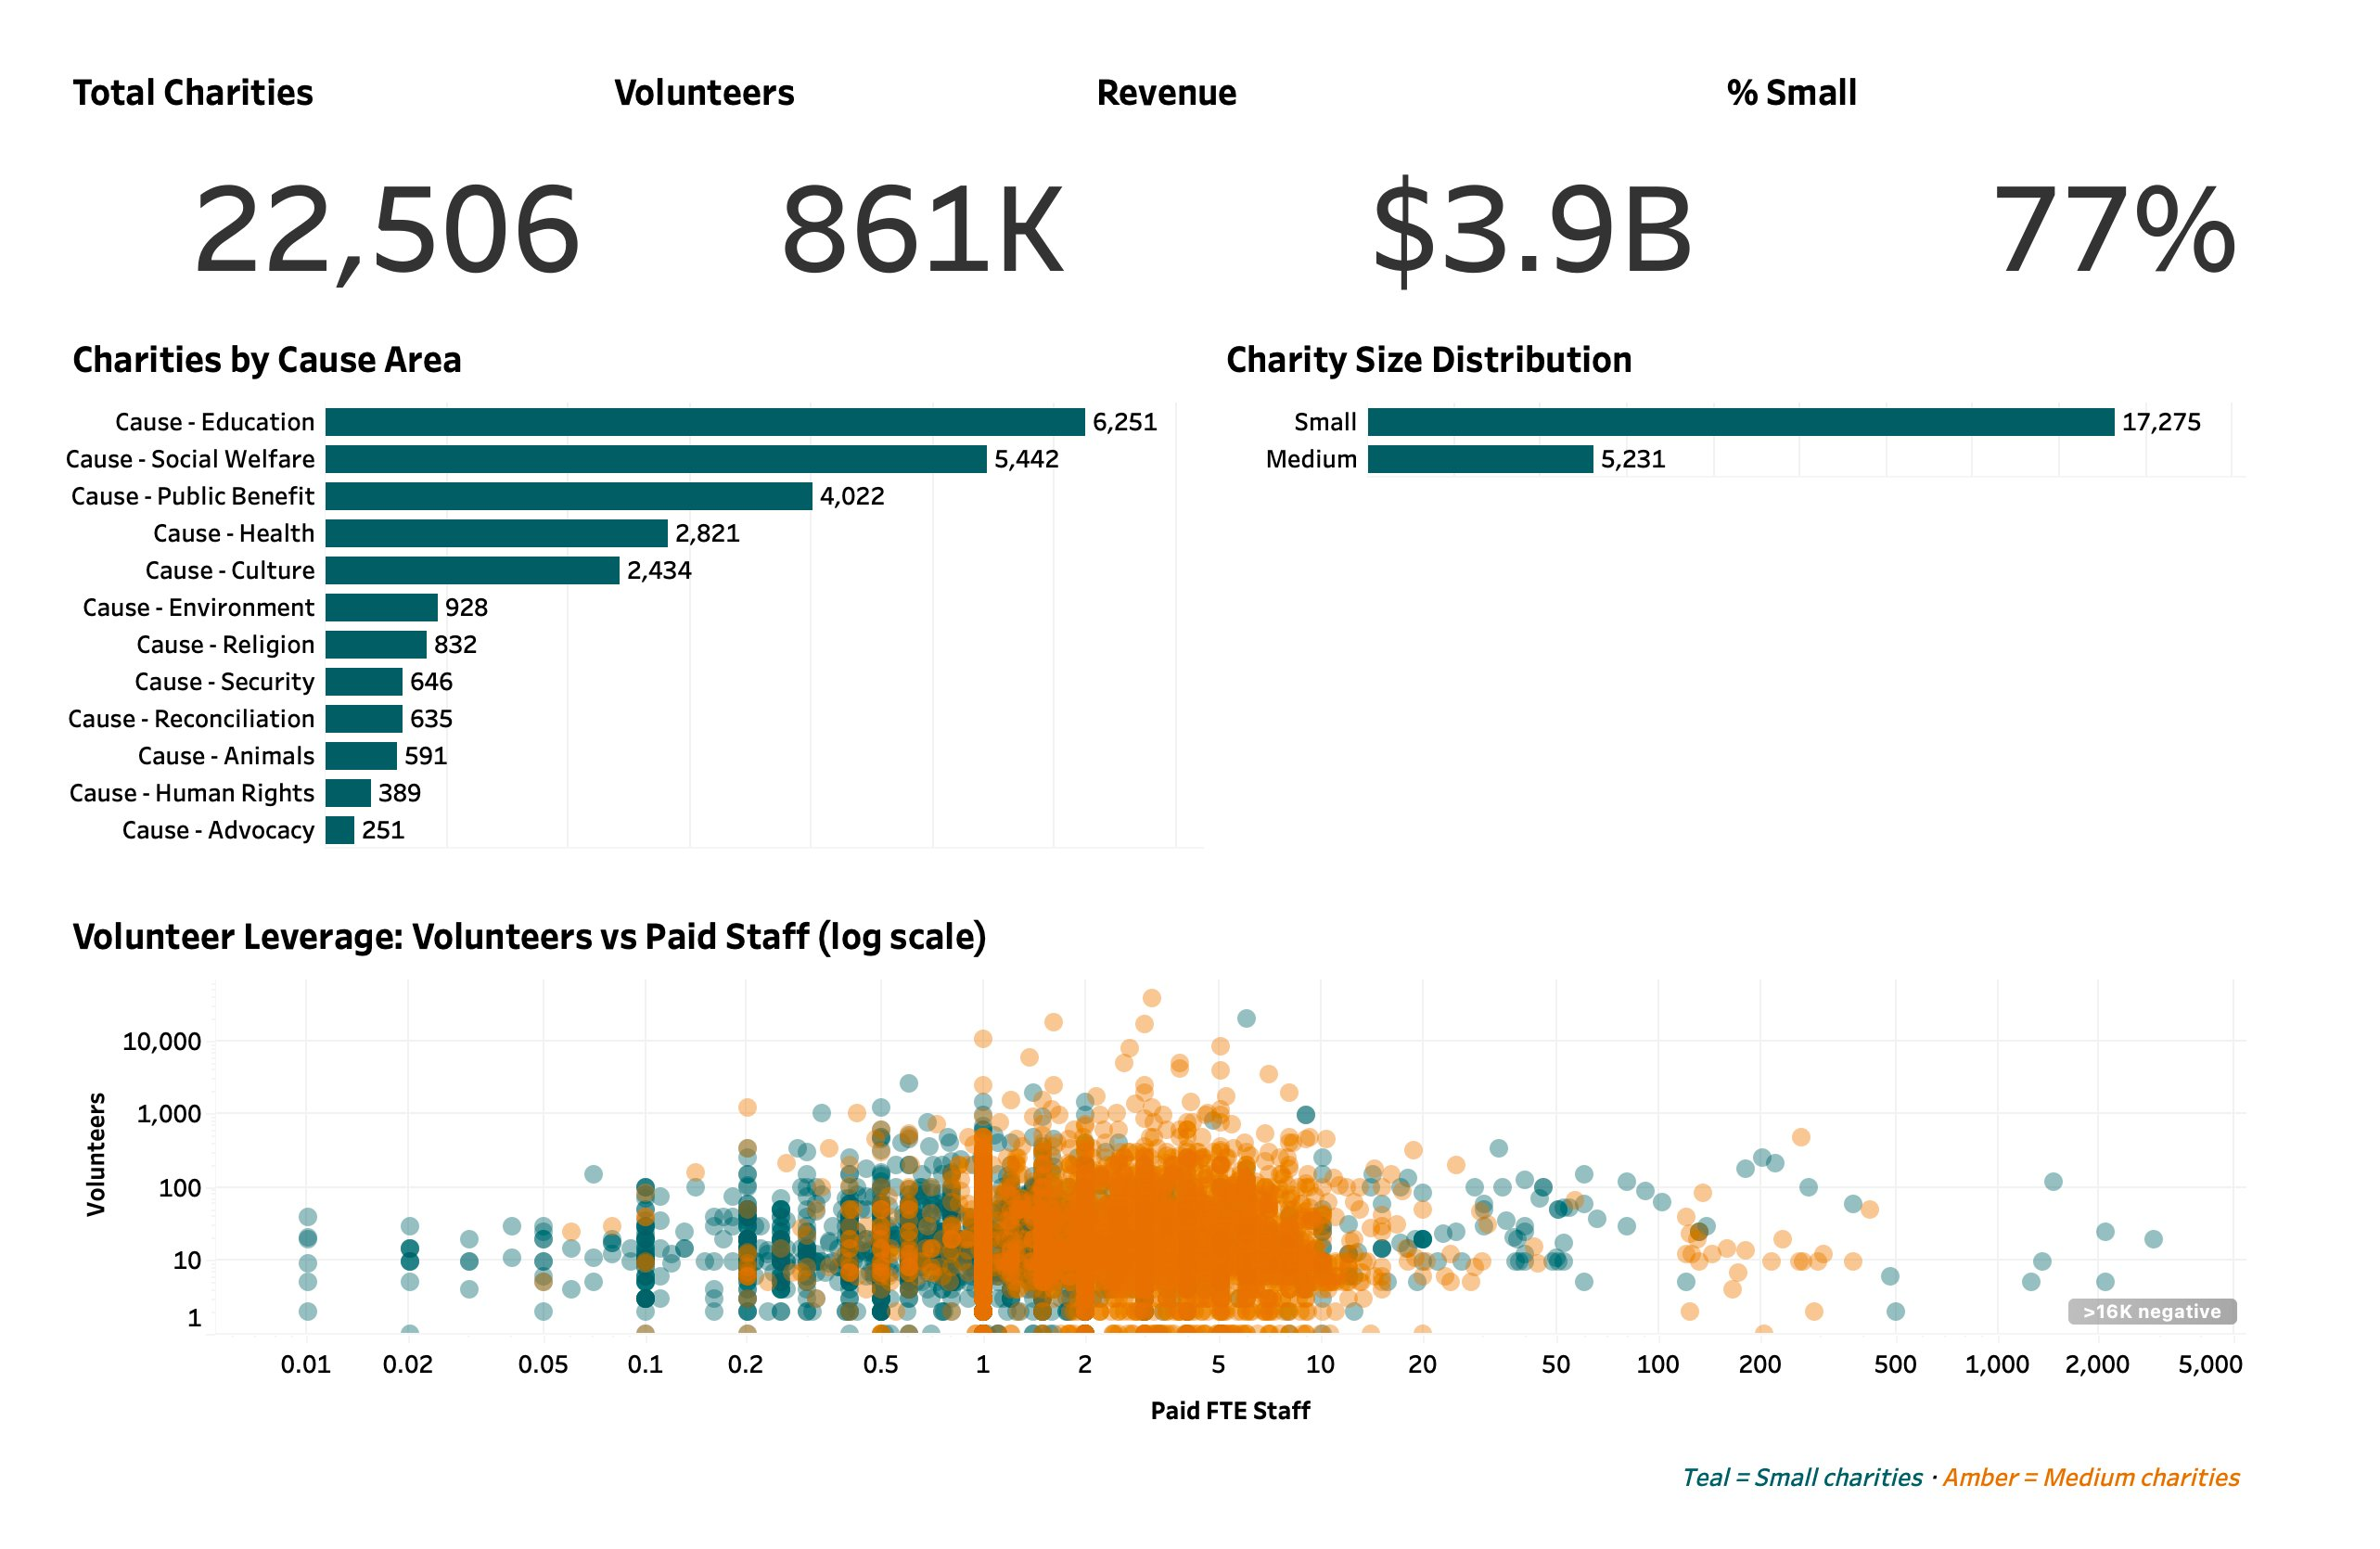 Total Charities
Volunteers
Revenue
% Small
22,506
861K
$3.9B
77%
Charities by Cause Area
Cause - Education 6,251
Cause - Social Welfare 5,442
Cause - Public Benefit 4,022
Cause - Health 2,821
Cause - Culture 2,434
Cause - Environment 928
Cause - Religion 832
Cause - Security 646
Cause - Reconciliation 635
Cause - Animals 591
Cause - Human Rights 389
Cause - Advocacy 251
Charity Size Distribution
Small 17,275
Medium 5,231
Volunteer Leverage: Volunteers vs Paid Staff (log scale)
Volunteers
10,000
1,000
100
10
1
>16K negative
0.01 0.02 0.05 0.1 0.2 0.5 1 2 5 10 20 50 100 200 500 1,000 2,000 5,000
Paid FTE Staff
Teal = Small charities · Amber = Medium charities